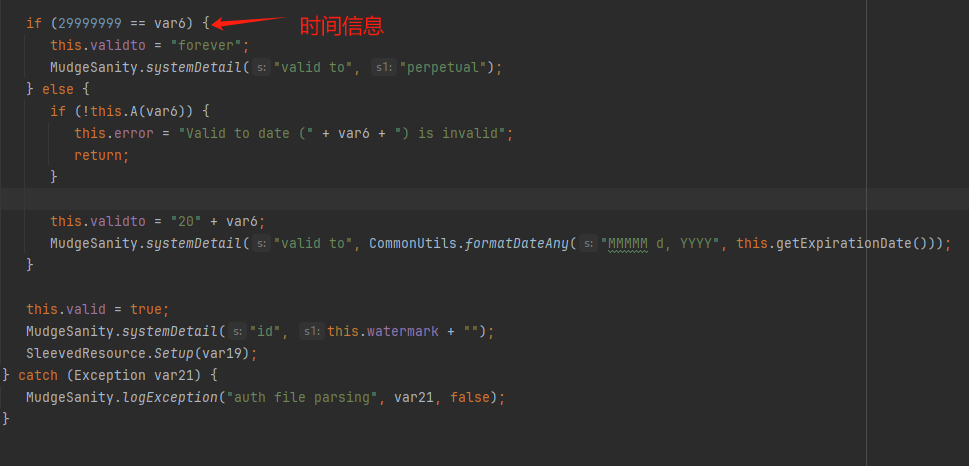 if (29999999 == var6) { 时间信息
this.validto = "forever";
MudgeSanity.systemDetail( s: "valid to", s1: "perpetual");
} else {
if (!this.A(var6)) {
this.error = "Valid to date (" + var6 + ") is invalid";
return;
}
this.validto = "20" + var6;
MudgeSanity.systemDetail( s: "valid to", CommonUtils.formatDateAny( s: "MMMMM d, YYYY", this.getExpirationDate()));
}
this.valid = true;
MudgeSanity.systemDetail( s: "id", s1: this.watermark + "");
SleevedResource.Setup(var19);
} catch (Exception var21) {
MudgeSanity.logException("auth file parsing", var21, false);
}